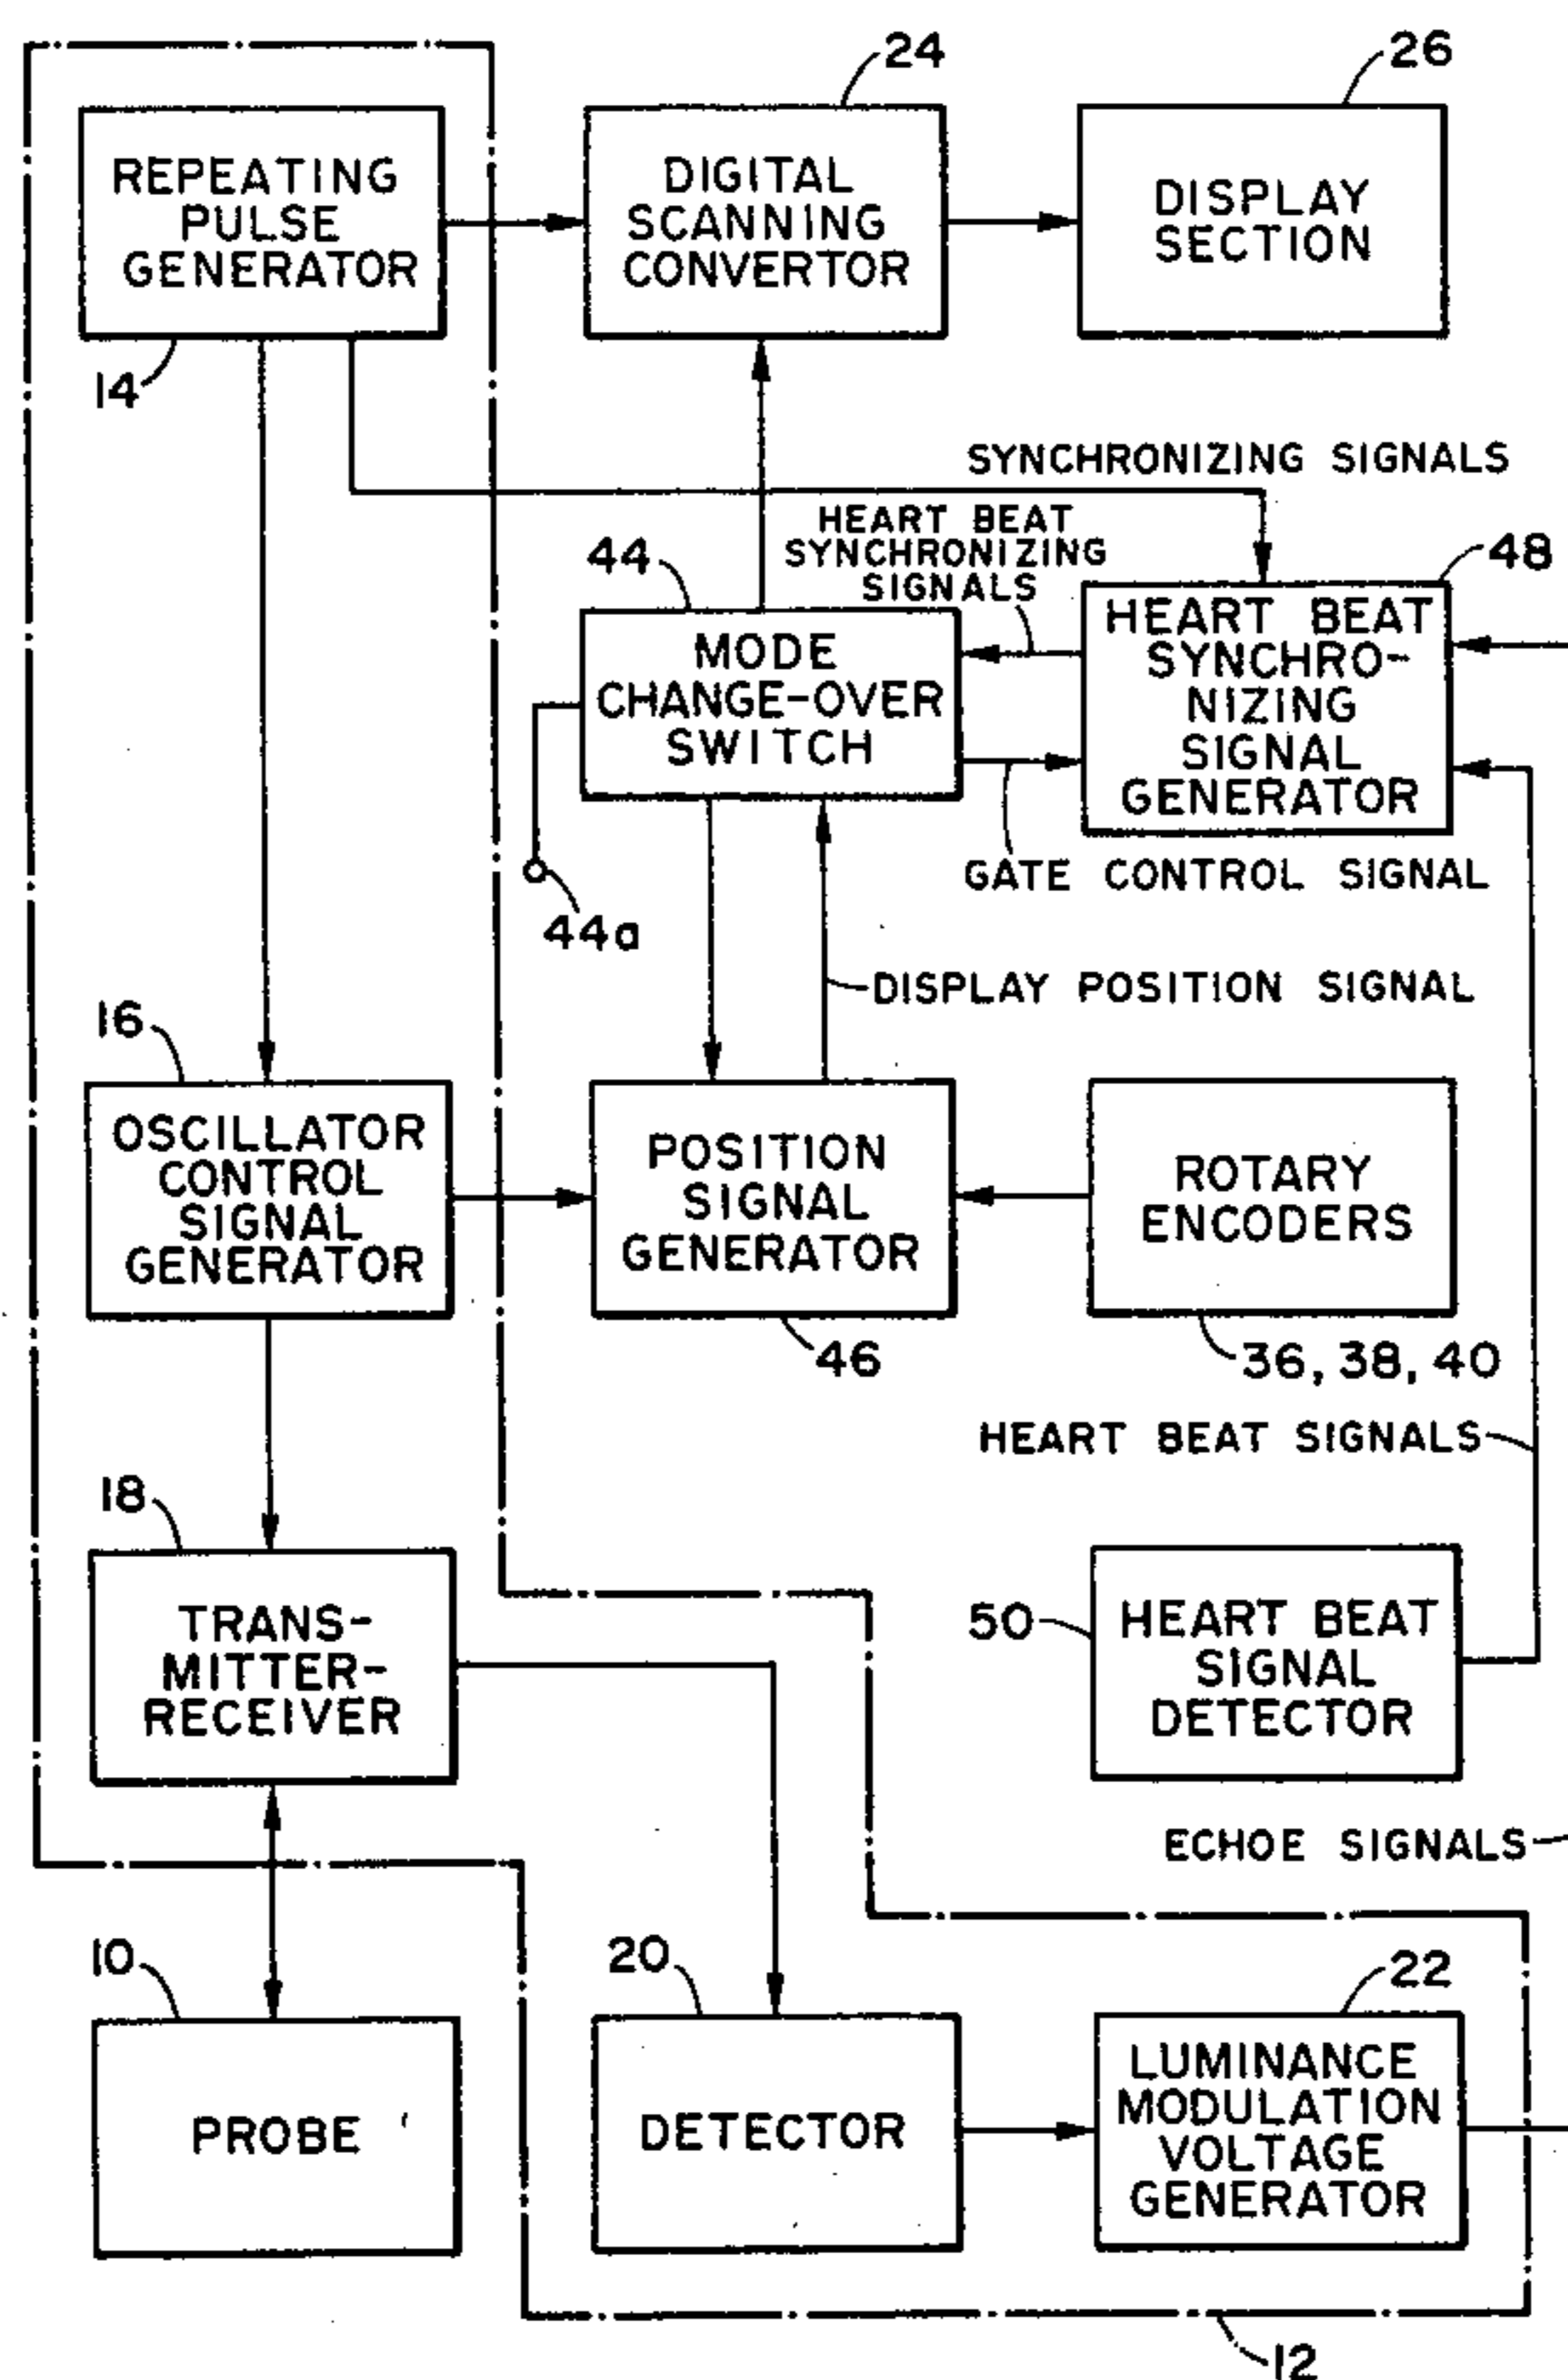 24
26
REPEATING
PULSE
GENERATOR
14
DIGITAL
SCANNING
CONVERTOR
DISPLAY
SECTION
SYNCHRONIZING SIGNALS
HEART BEAT
SYNCHRONIZING
SIGNALS
44
48
MODE
CHANGE-OVER
SWITCH
44a
HEART BEAT
SYNCHRO-
NIZING
SIGNAL
GENERATOR
GATE CONTROL SIGNAL
DISPLAY POSITION SIGNAL
16
OSCILLATOR
CONTROL
SIGNAL
GENERATOR
POSITION
SIGNAL
GENERATOR
46
ROTARY
ENCODERS
36, 38, 40
HEART BEAT SIGNALS
18
TRANS-
MITTER-
RECEIVER
50
HEART BEAT
SIGNAL
DETECTOR
ECHOE SIGNALS
10
PROBE
20
DETECTOR
22
LUMINANCE
MODULATION
VOLTAGE
GENERATOR
12